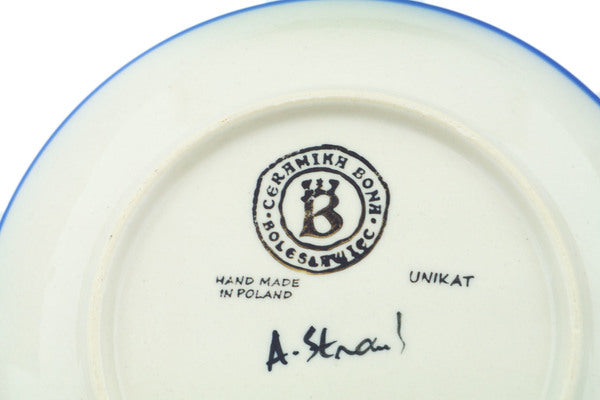 CERAMIKA BONA
BOLESŁAWIEC
B
HAND MADE
IN POLAND
UNIKAT